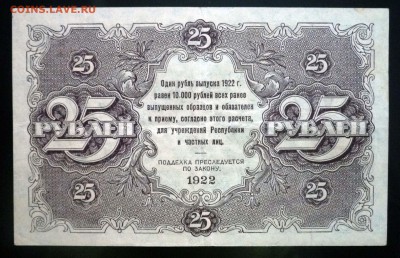 COINS.ЛАVE.RU
25 25
Один рубль выпуска 1922 г.
равен 10.000 рублей всех ранее
выпущенных образцов и обязателен
к приему, согласно этого расчета,
для учреждений Республики
и частных лиц.
25 РУБЛЕЙ 25 РУБЛЕЙ
ПОДДЕЛКА ПРЕСЛЕДУЕТСЯ
ПО ЗАКОНУ.
1922
25 25